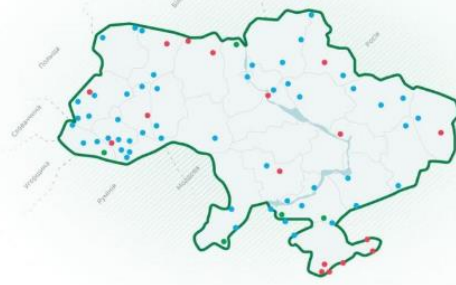 Польща
Росія
Словаччина
Угорщина
Румунія
Молдова